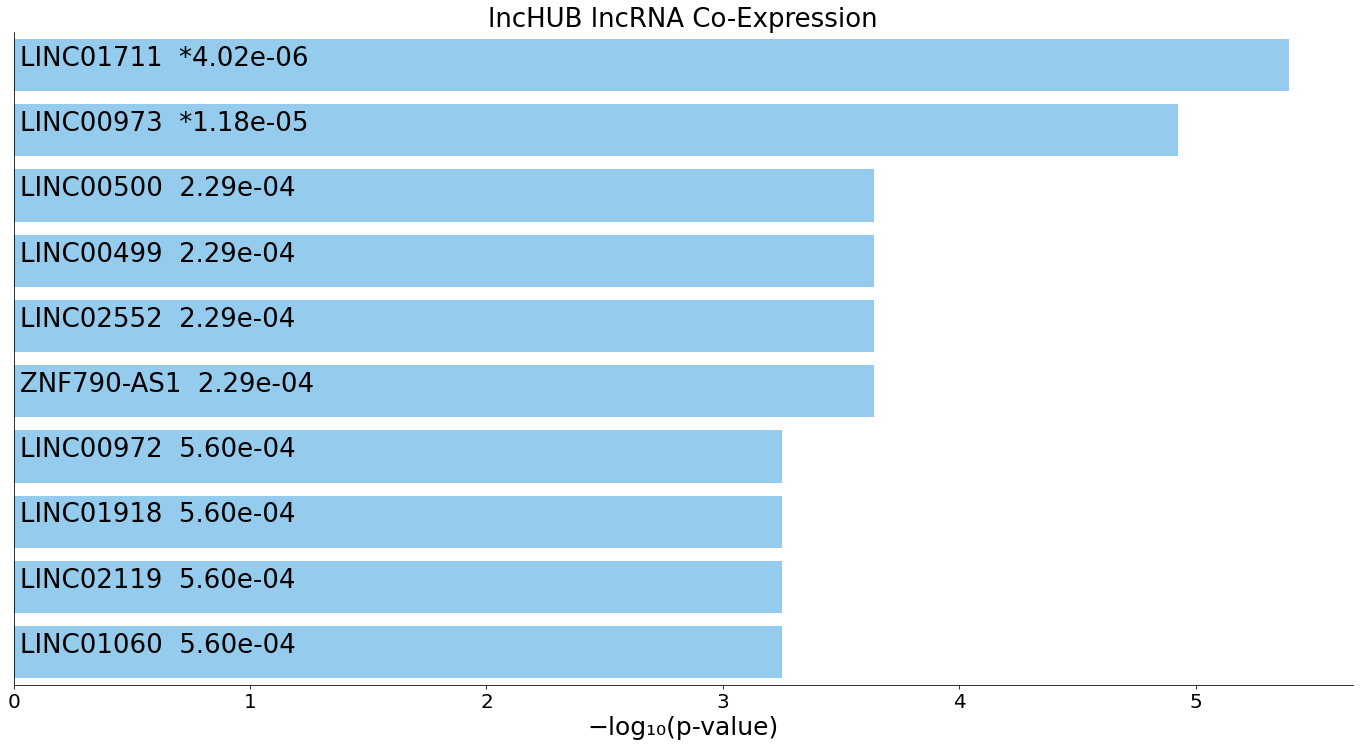 lncHUB lncRNA Co-Expression
LINC01711 *4.02e-06
LINC00973 *1.18e-05
LINC00500 2.29e-04
LINC00499 2.29e-04
LINC02552 2.29e-04
ZNF790-AS1 2.29e-04
LINC00972 5.60e-04
LINC01918 5.60e-04
LINC02119 5.60e-04
LINC01060 5.60e-04
0 1 2 3 4 5
−log₁₀(p-value)